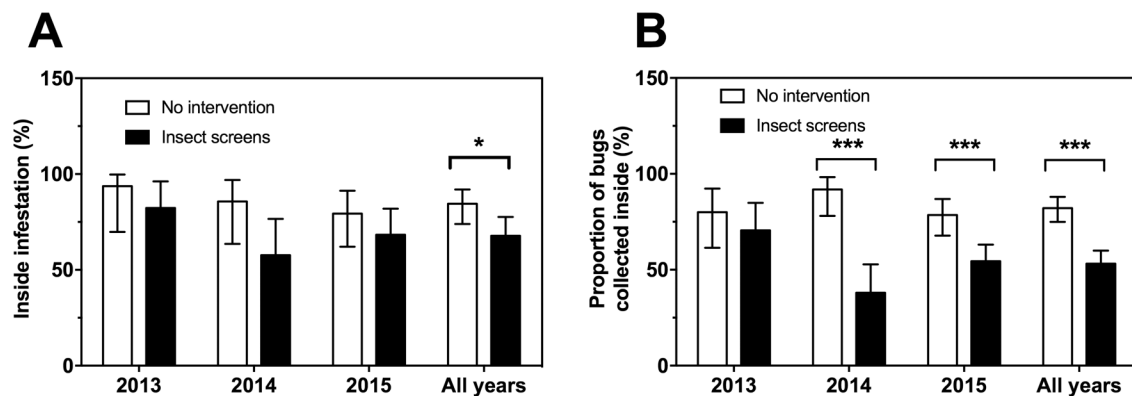 A
Inside infestation (%)
150
100
50
0
No intervention
Insect screens
*
2013 2014 2015 All years
B
Proportion of bugs
collected inside (%)
150
100
50
0
No intervention
Insect screens
*** *** ***
2013 2014 2015 All years